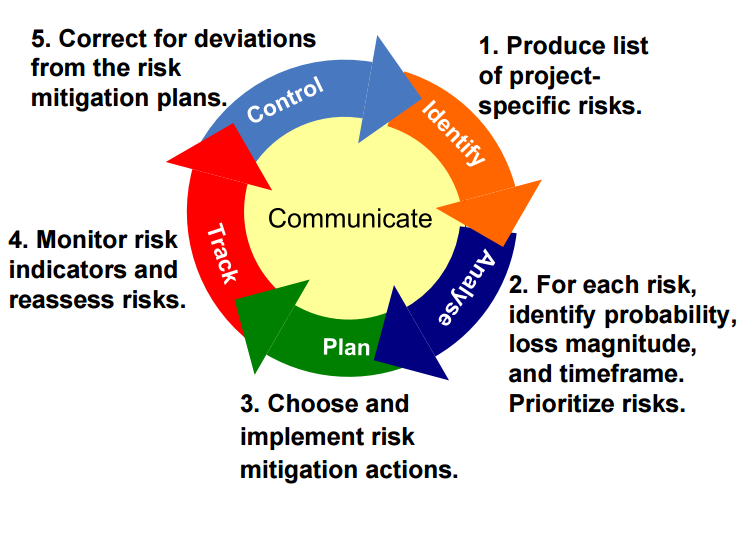 5. Correct for deviations
from the risk
mitigation plans.
Control
1. Produce list
of project-
specific risks.
Identify
Communicate
4. Monitor risk
indicators and
reassess risks.
Track
Analyse
2. For each risk,
identify probability,
loss magnitude,
and timeframe.
Prioritize risks.
Plan
3. Choose and
implement risk
mitigation actions.